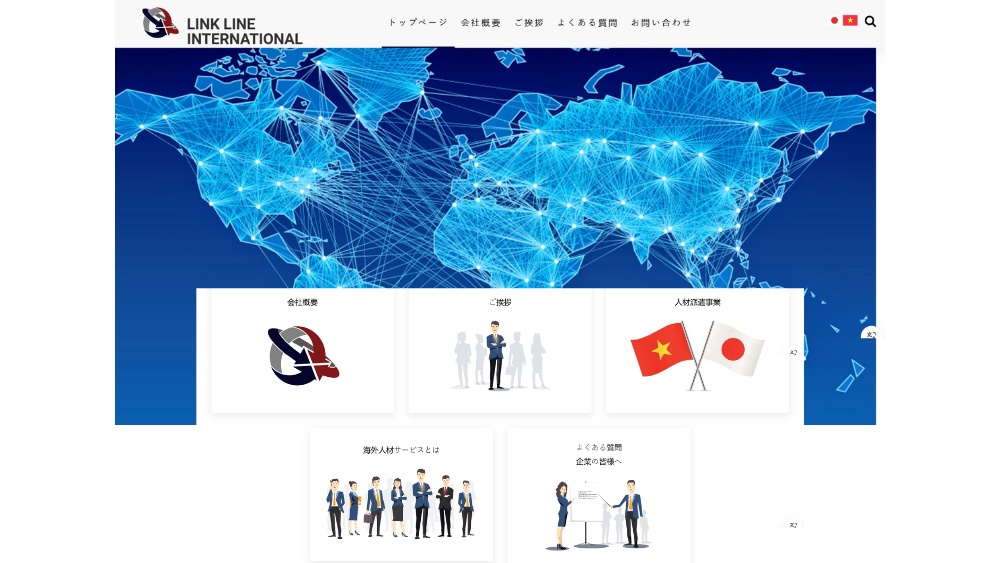 LINK LINE
INTERNATIONAL
トップページ 会社概要 ご挨拶 よくある質問 お問い合わせ
会社概要
ご挨拶
人材派遣事業
海外人材サービスとは
よくある質問
企業の皆様へ